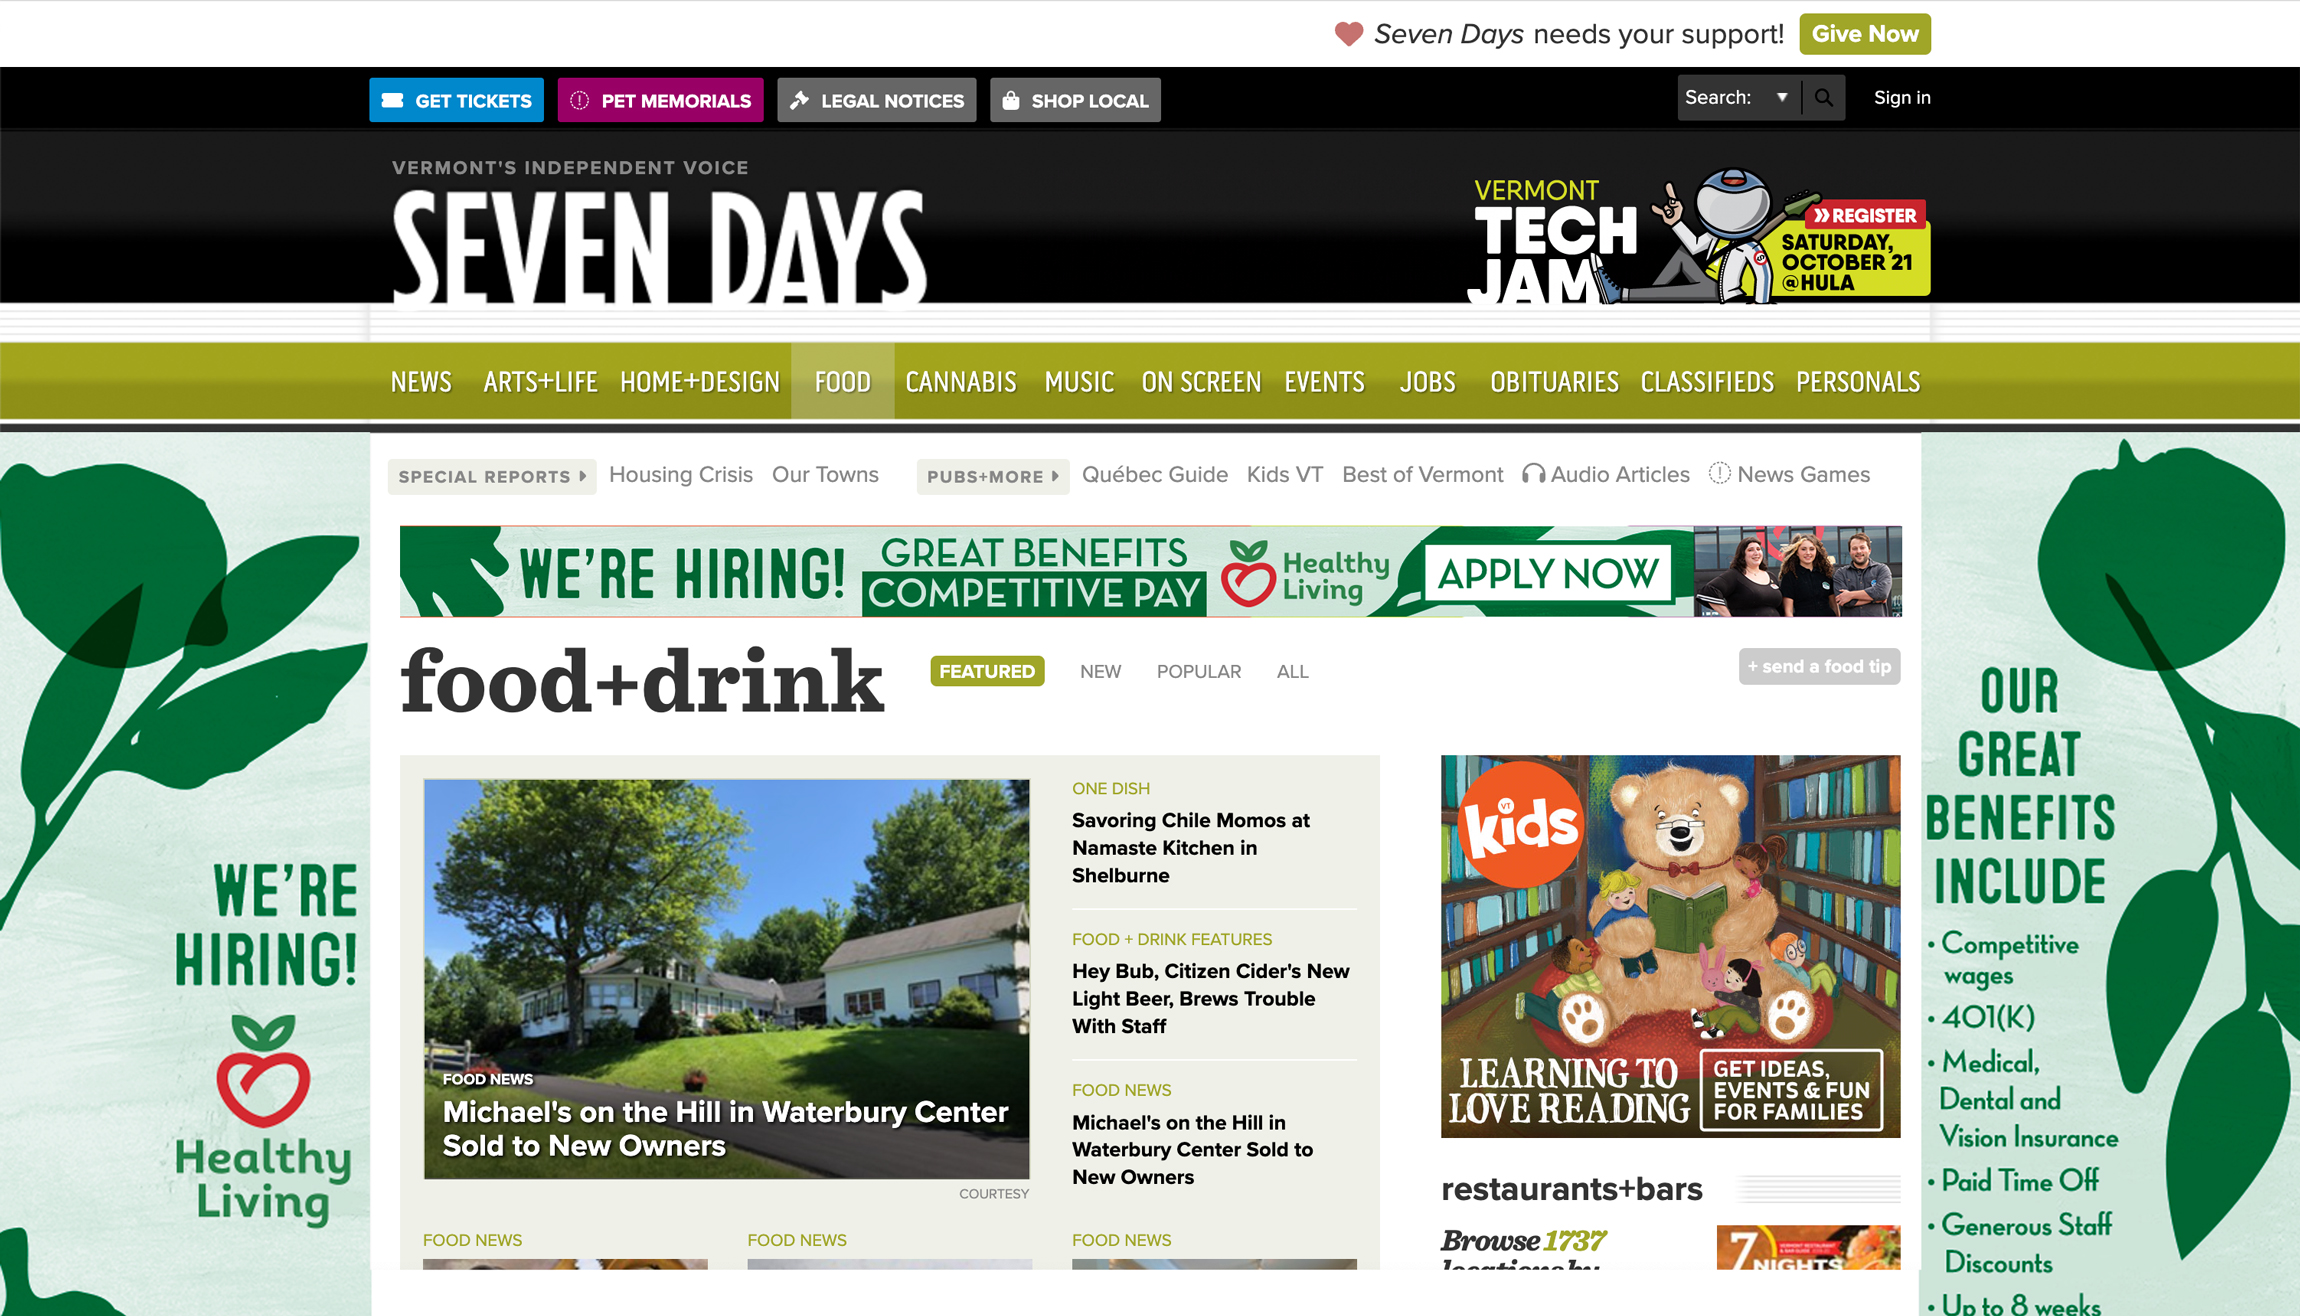 Seven Days needs your support! Give Now
GET TICKETS PET MEMORIALS LEGAL NOTICES SHOP LOCAL Search: Sign in
VERMONT'S INDEPENDENT VOICE
SEVEN DAYS
VERMONT
TECH
JAM
REGISTER
SATURDAY,
OCTOBER 21
@HULA
NEWS ARTS+LIFE HOME+DESIGN FOOD CANNABIS MUSIC ON SCREEN EVENTS JOBS OBITUARIES CLASSIFIEDS PERSONALS
SPECIAL REPORTS Housing Crisis Our Towns PUBS+MORE Québec Guide Kids VT Best of Vermont Audio Articles News Games
WE'RE HIRING!
GREAT BENEFITS
COMPETITIVE PAY
Healthy
Living
APPLY NOW
food+drink
FEATURED NEW POPULAR ALL
+ send a food tip
FOOD NEWS
Michael's on the Hill in Waterbury Center
Sold to New Owners
COURTESY
ONE DISH
Savoring Chile Momos at
Namaste Kitchen in
Shelburne
FOOD + DRINK FEATURES
Hey Bub, Citizen Cider's New
Light Beer, Brews Trouble
With Staff
FOOD NEWS
Michael's on the Hill in
Waterbury Center Sold to
New Owners
FOOD NEWS FOOD NEWS FOOD NEWS
VT
kids
LEARNING TO
LOVE READING
GET IDEAS,
EVENTS & FUN
FOR FAMILIES
restaurants+bars
Browse 1737
locations by
7
NIGHTS
WE'RE
HIRING!
Healthy
Living
OUR
GREAT
BENEFITS
INCLUDE
• Competitive
wages
• 401(K)
• Medical,
Dental and
Vision Insurance
• Paid Time Off
• Generous Staff
Discounts
• Up to 8 weeks